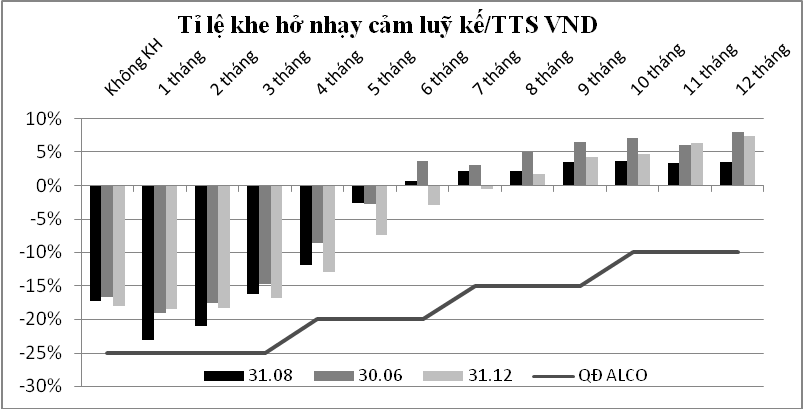 Tỉ lệ khe hở nhạy cảm luỹ kế/TTS VND
Không KH
1 tháng
2 tháng
3 tháng
4 tháng
5 tháng
6 tháng
7 tháng
8 tháng
9 tháng
10 tháng
11 tháng
12 tháng
10%
5%
0%
-5%
-10%
-15%
-20%
-25%
-30%
31.08 30.06 31.12 QĐ ALCO